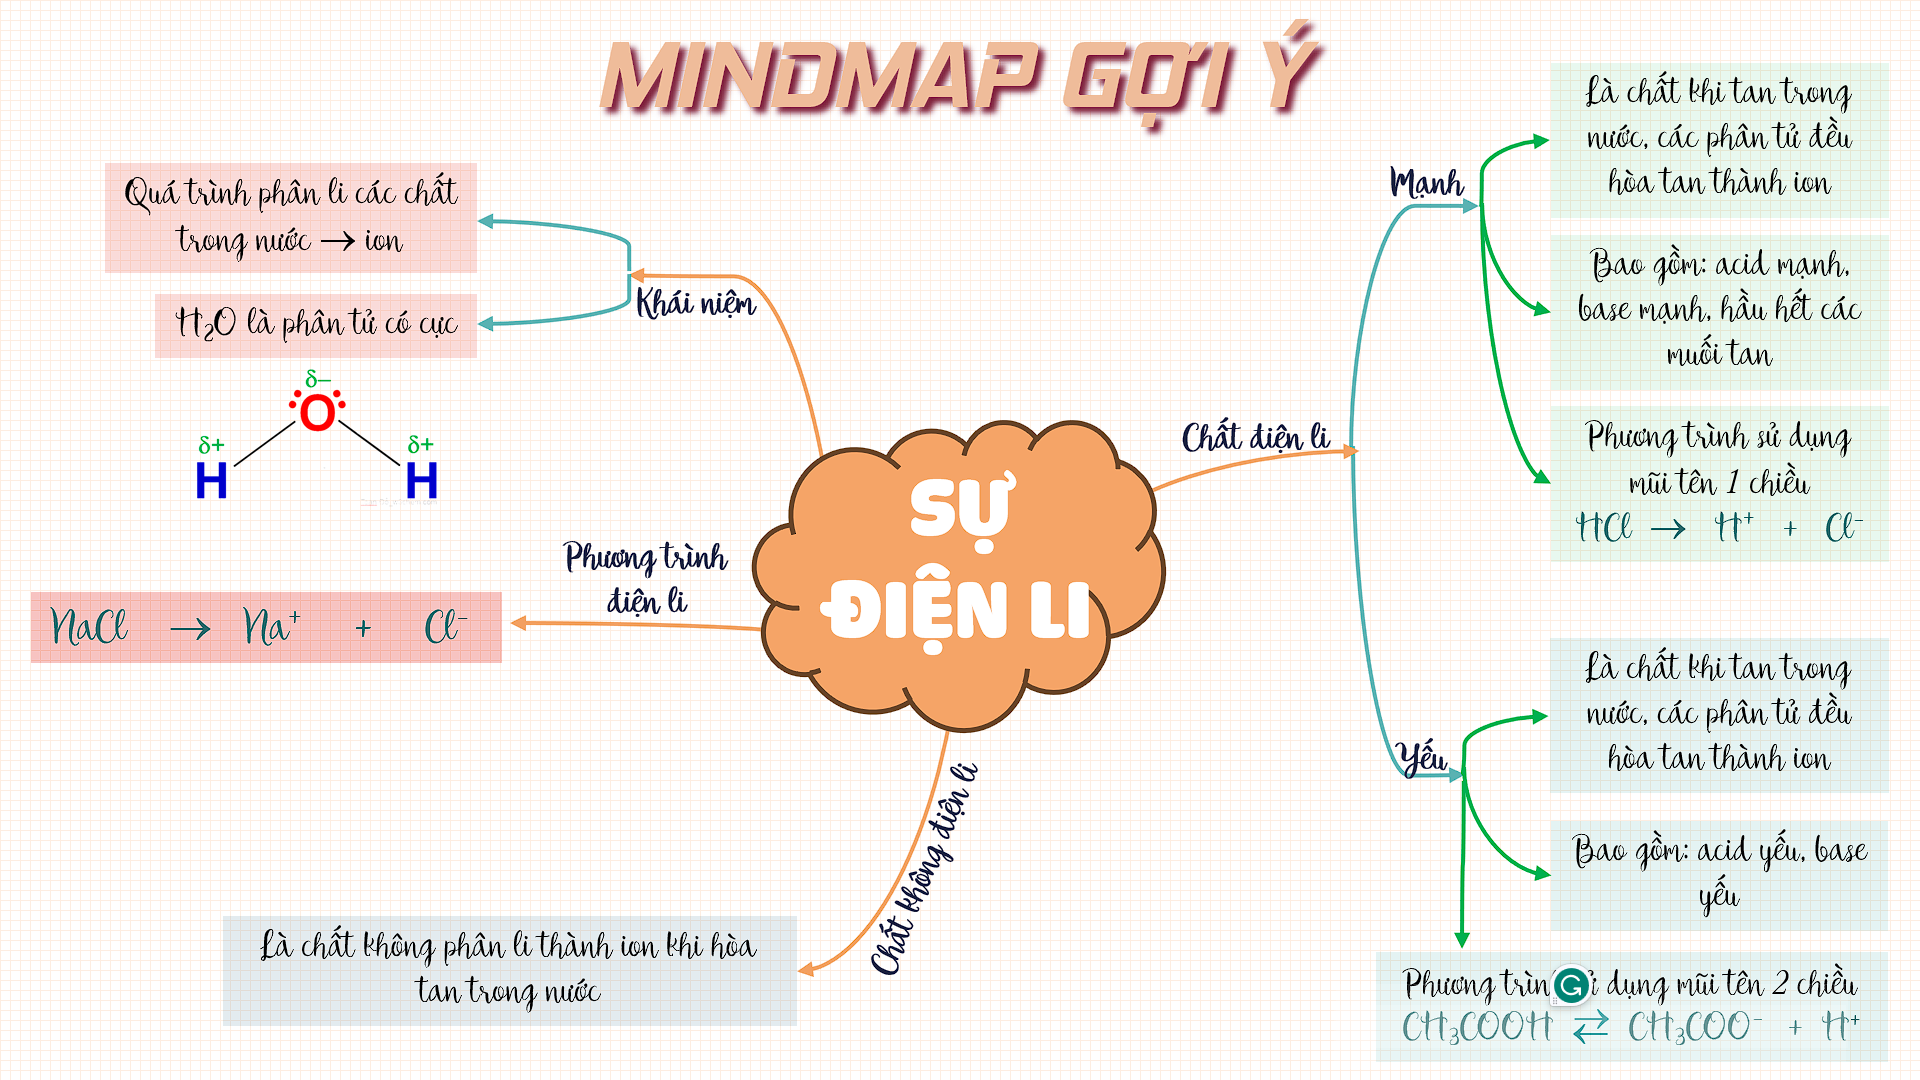 MINDMAP GỢI Ý
Quá trình phân li các chất
trong nước → ion
H₂O là phân tử có cực
Khái niệm
δ–
O
δ+
δ+
H
H
Phương trình
điện li
NaCl → Na⁺ + Cl⁻
SỰ
ĐIỆN LI
Chất không điện li
Là chất không phân li thành ion khi hòa
tan trong nước
Chất điện li
Mạnh
Là chất khi tan trong
nước, các phân tử đều
hòa tan thành ion
Bao gồm: acid mạnh,
base mạnh, hầu hết các
muối tan
Phương trình sử dụng
mũi tên 1 chiều
HCl → H⁺ + Cl⁻
Yếu
Là chất khi tan trong
nước, các phân tử đều
hòa tan thành ion
Bao gồm: acid yếu, base
yếu
Phương dụng mũi tên 2 chiều
CH₃COOH ⇄ CH₃COO⁻ + H⁺